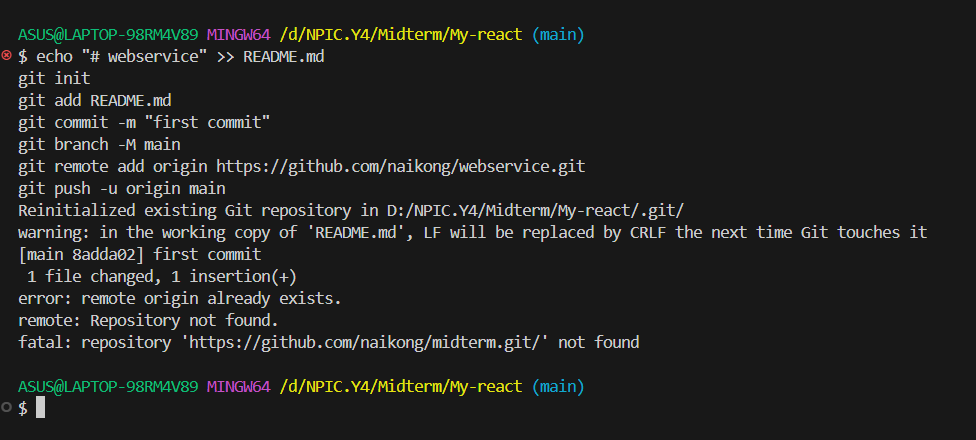 ASUS@LAPTOP-98RM4V89 MINGW64 /d/NPIC.Y4/Midterm/My-react (main)
$ echo "# webservice" >> README.md
git init
git add README.md
git commit -m "first commit"
git branch -M main
git remote add origin https://github.com/naikong/webservice.git
git push -u origin main
Reinitialized existing Git repository in D:/NPIC.Y4/Midterm/My-react/.git/
warning: in the working copy of 'README.md', LF will be replaced by CRLF the next time Git touches it
[main 8adda02] first commit
 1 file changed, 1 insertion(+)
error: remote origin already exists.
remote: Repository not found.
fatal: repository 'https://github.com/naikong/midterm.git/' not found
ASUS@LAPTOP-98RM4V89 MINGW64 /d/NPIC.Y4/Midterm/My-react (main)
$